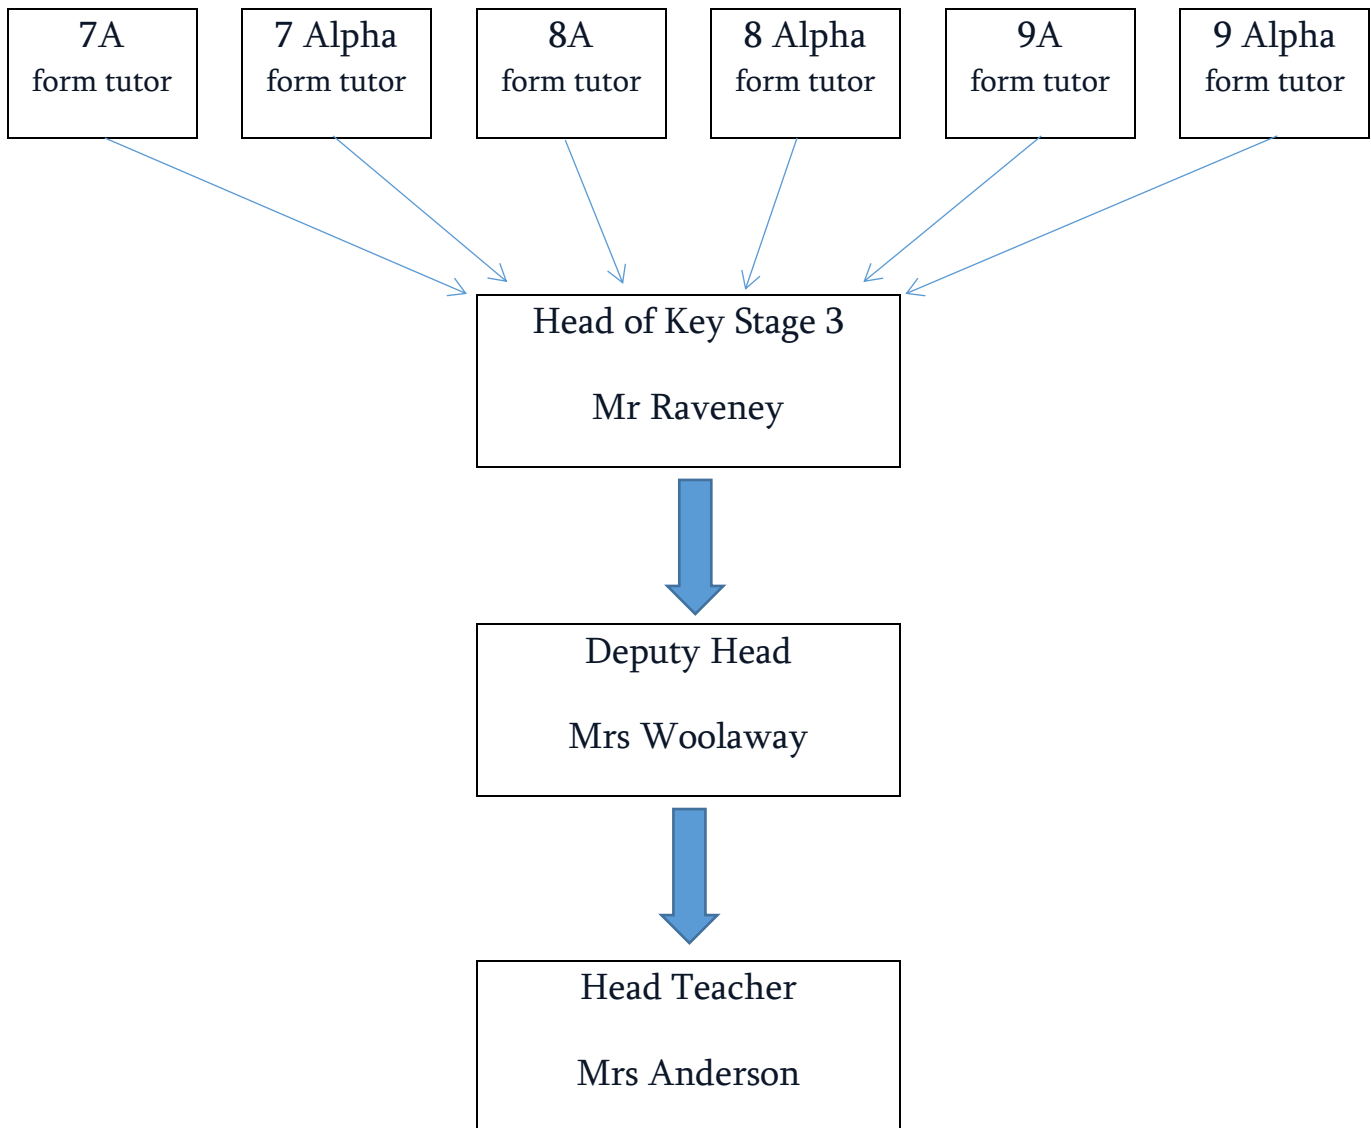 7A
form tutor
7 Alpha
form tutor
8A
form tutor
8 Alpha
form tutor
9A
form tutor
9 Alpha
form tutor
Head of Key Stage 3
Mr Raveney
Deputy Head
Mrs Woolaway
Head Teacher
Mrs Anderson